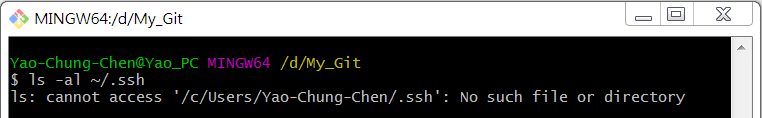 MINGW64:/d/My_Git
Yao-Chung-Chen@Yao_PC MINGW64 /d/My_Git
$ ls -al ~/.ssh
ls: cannot access '/c/Users/Yao-Chung-Chen/.ssh': No such file or directory